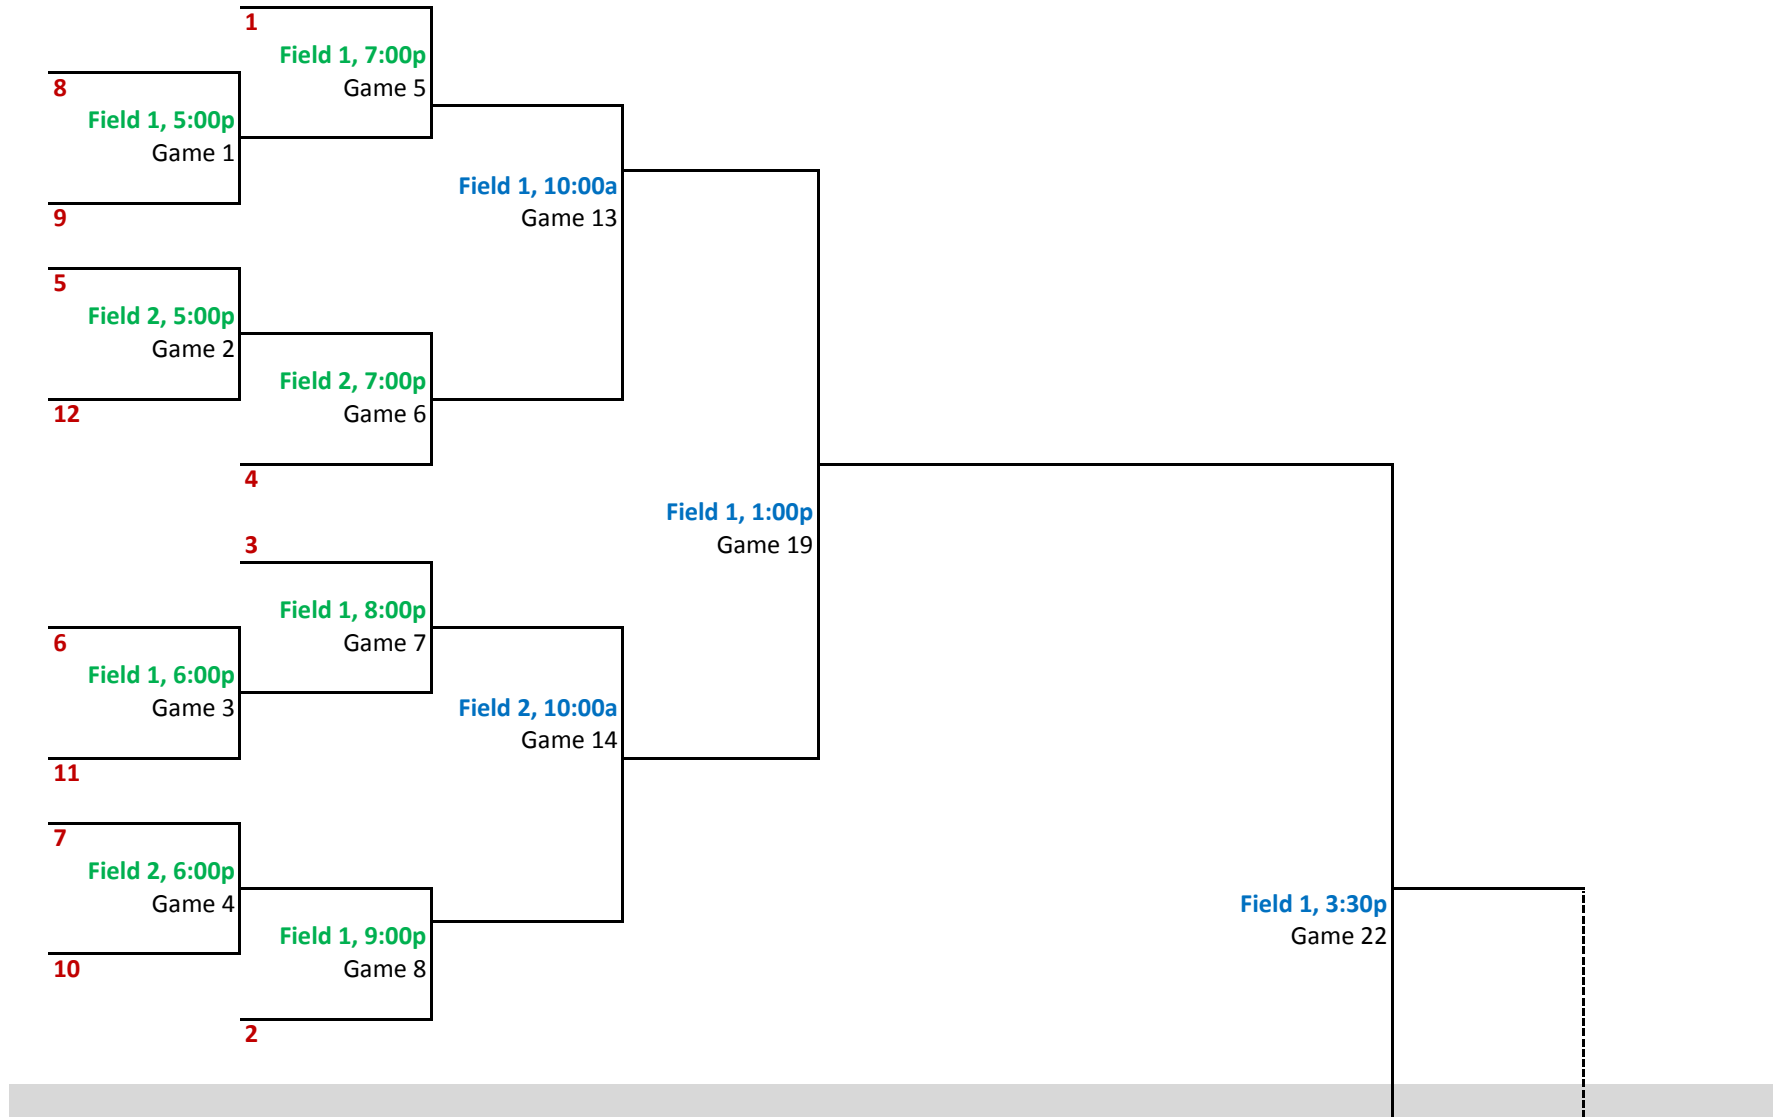 1
Field 1, 7:00p
Game 5
8
Field 1, 5:00p
Game 1
9
Field 1, 10:00a
Game 13
5
Field 2, 5:00p
Game 2
12
Field 2, 7:00p
Game 6
4
Field 1, 1:00p
Game 19
3
Field 1, 8:00p
Game 7
6
Field 1, 6:00p
Game 3
11
Field 2, 10:00a
Game 14
7
Field 2, 6:00p
Game 4
10
Field 1, 9:00p
Game 8
2
Field 1, 3:30p
Game 22